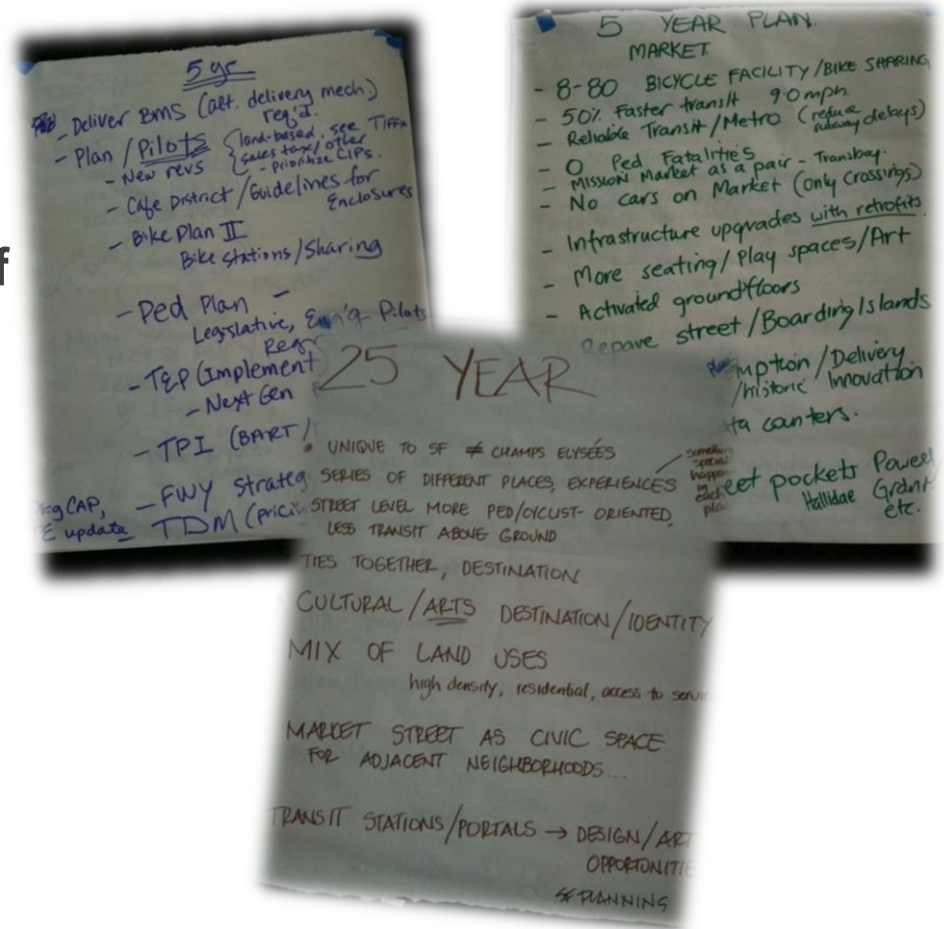 f
5 yr
- Deliver BMS (alt. delivery mech.)
req'd.
- Plan / Pilots
- New revs
land-based, see TIFFA
sales tax / other
- Prioritize CIPs.
- Cafe District / Guidelines for
Enclosures
- Bike Plan II
Bike Stations / Sharing
- Ped Plan -
Legislative, Eng'g. Pilots
- TEP (Implement
- Next Gen
- TPI (BART /
- FWY Strateg
CAP,
update
TDM (prici
5 YEAR PLAN
MARKET
- 8-80 BICYCLE FACILITY / BIKE SHARING
- 50% Faster transit 9.0 mph.
- Reliable Transit / Metro (reduce
subway delays)
- 0 Ped Fatalities
- Mission Market as a pair - Transbay.
- No cars on Market (Only Crossings)
- Infrastructure upgrades with retrofits
- More seating / Play spaces / Art
- Activated groundfloors
Repave street / Boarding Islands
mption / Delivery
/ historic Innovation
ta counters.
eet pockets Powell
Hallidae Grant
etc.
25 YEAR
• UNIQUE TO SF ≠ CHAMPS ELYSÉES
SERIES OF DIFFERENT PLACES, EXPERIENCES
special
happen
in
each
STREET LEVEL MORE PED/CYCLIST-ORIENTED,
LESS TRANSIT ABOVE GROUND
TIES TOGETHER; DESTINATION
CULTURAL / ARTS DESTINATION / IDENTITY
MIX OF LAND USES
high density, residential, access to servic
MARKET STREET AS CIVIC SPACE
FOR ADJACENT NEIGHBORHOODS...
TRANSIT STATIONS / PORTALS → DESIGN / ART
OPPORTUNITIE
SF PLANNING